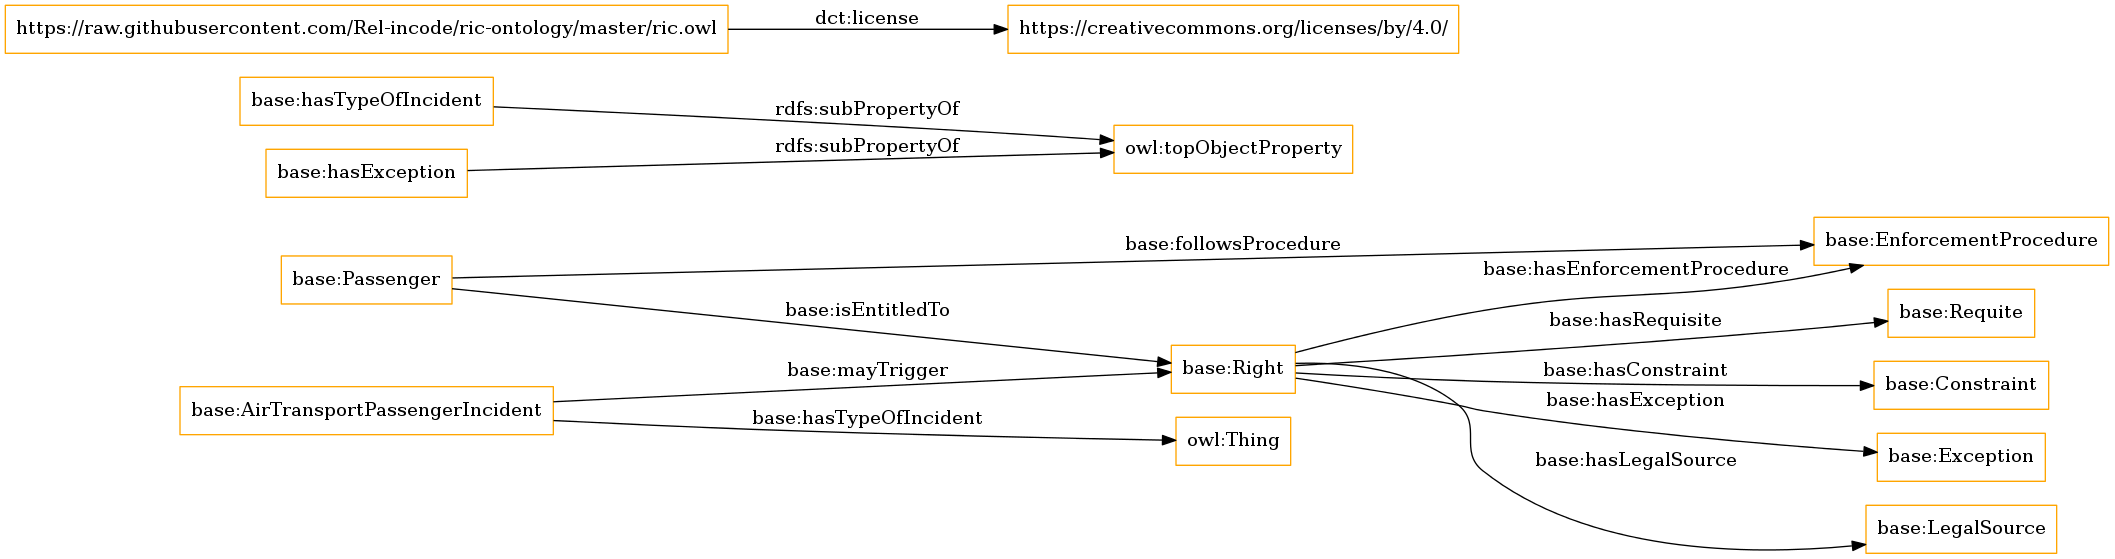 https://raw.githubusercontent.com/Rel-incode/ric-ontology/master/ric.owl
dct:license
https://creativecommons.org/licenses/by/4.0/
base:hasTypeOfIncident
rdfs:subPropertyOf
base:hasException
rdfs:subPropertyOf
owl:topObjectProperty
base:Passenger
base:followsProcedure
base:EnforcementProcedure
base:hasEnforcementProcedure
base:isEntitledTo
base:hasRequisite
base:Requite
base:AirTransportPassengerIncident
base:mayTrigger
base:Right
base:hasConstraint
base:Constraint
base:hasException
base:Exception
base:hasTypeOfIncident
owl:Thing
base:hasLegalSource
base:LegalSource